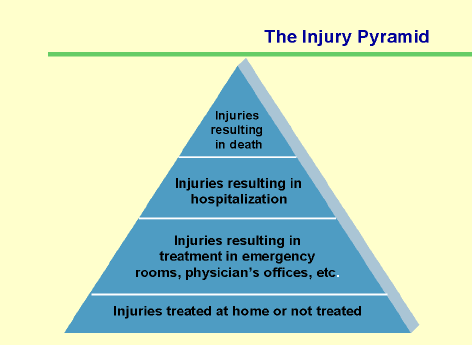 The Injury Pyramid
Injuries
resulting
in death
Injuries resulting in
hospitalization
Injuries resulting in
treatment in emergency
rooms, physician's offices, etc.
Injuries treated at home or not treated